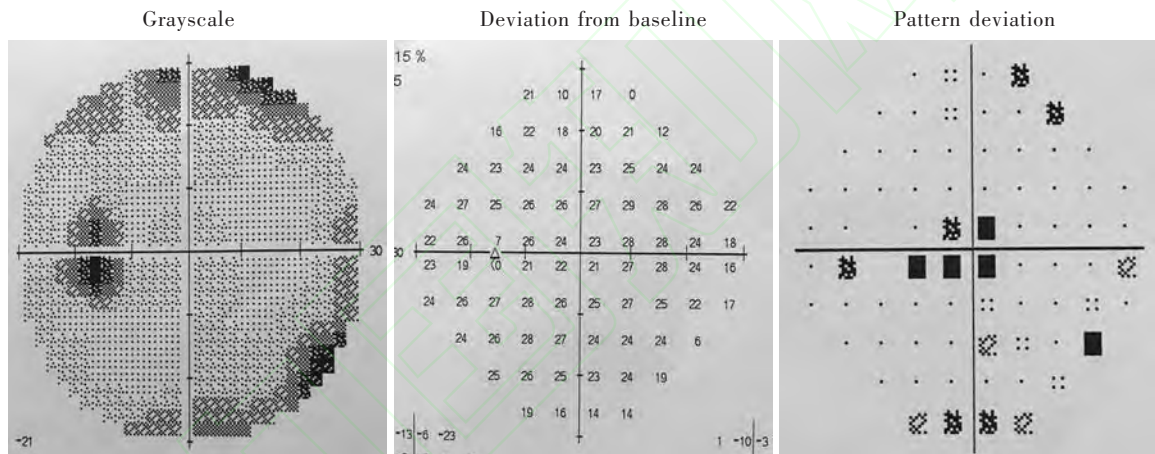 Grayscale
Deviation from baseline
Pattern deviation
30
-21
15 %
5
21 10 17 0
16 22 18 20 21 12
24 23 24 24 23 25 24 24
24 27 25 26 26 27 29 28 26 22
22 26 7 26 24 23 28 28 24 18
23 19 21 22 21 27 28 24 16
24 26 27 28 26 25 27 25 22 17
24 26 28 27 24 24 24 6
25 26 25 23 24 19
19 16 14 14
-13 -6 -23
1 -10 -3